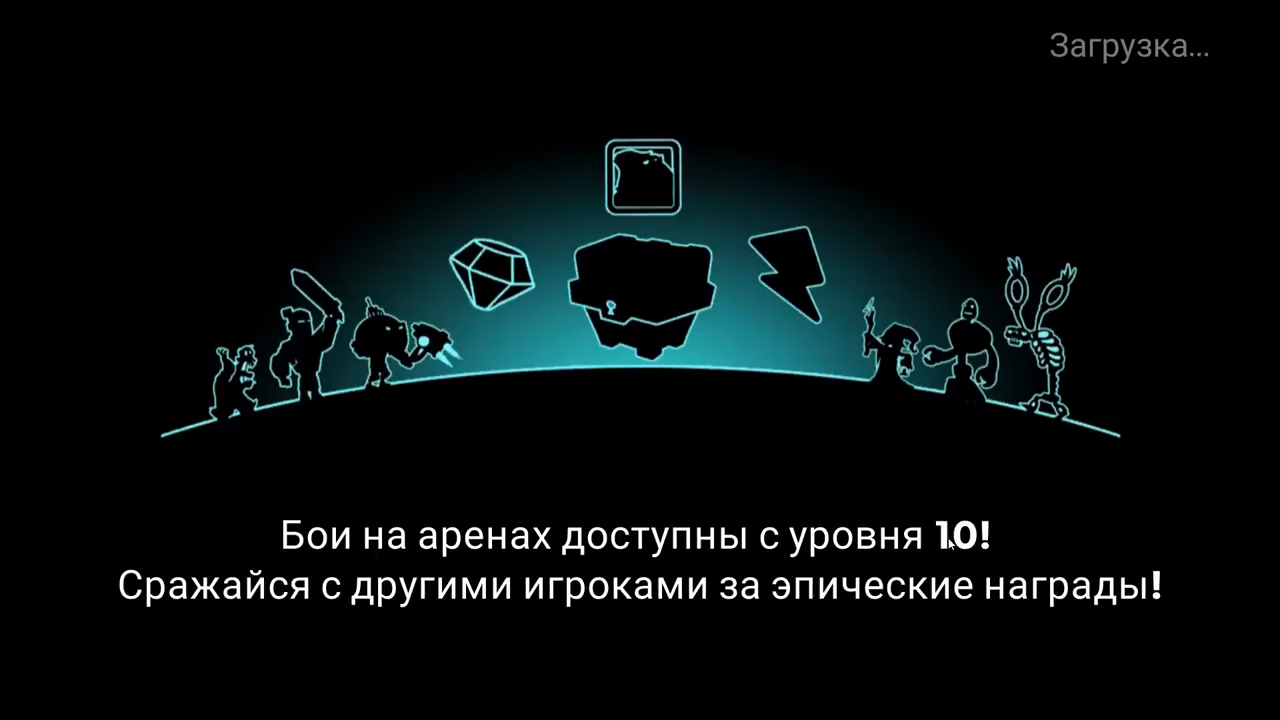 Загрузка...
Бои на аренах доступны с уровня 10!
Сражайся с другими игроками за эпические награды!